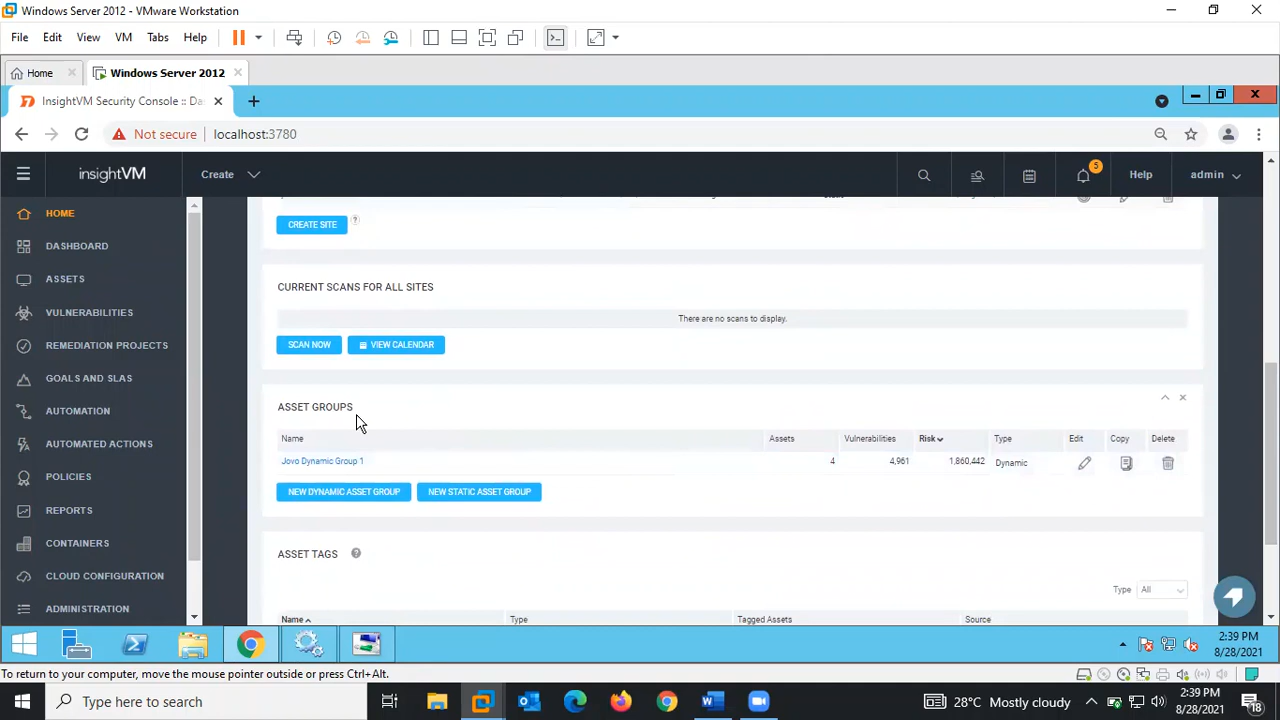 Windows Server 2012 - VMware Workstation
File Edit View VM Tabs Help
Home Windows Server 2012
InsightVM Security Console :: Da
Not secure localhost:3780
insightVM Create 5 Help admin
HOME
DASHBOARD
ASSETS
VULNERABILITIES
REMEDIATION PROJECTS
GOALS AND SLAS
AUTOMATION
AUTOMATED ACTIONS
POLICIES
REPORTS
CONTAINERS
CLOUD CONFIGURATION
ADMINISTRATION
CREATE SITE ?
CURRENT SCANS FOR ALL SITES
There are no scans to display.
SCAN NOW VIEW CALENDAR
ASSET GROUPS
Name Assets Vulnerabilities Risk Type Edit Copy Delete
Jovo Dynamic Group 1 4 4,961 1,860,442 Dynamic
NEW DYNAMIC ASSET GROUP NEW STATIC ASSET GROUP
ASSET TAGS ?
Type All
Name Type Tagged Assets Source
2:39 PM
8/28/2021
To return to your computer, move the mouse pointer outside or press Ctrl+Alt.
Type here to search
28°C Mostly cloudy
2:39 PM
8/28/2021
18